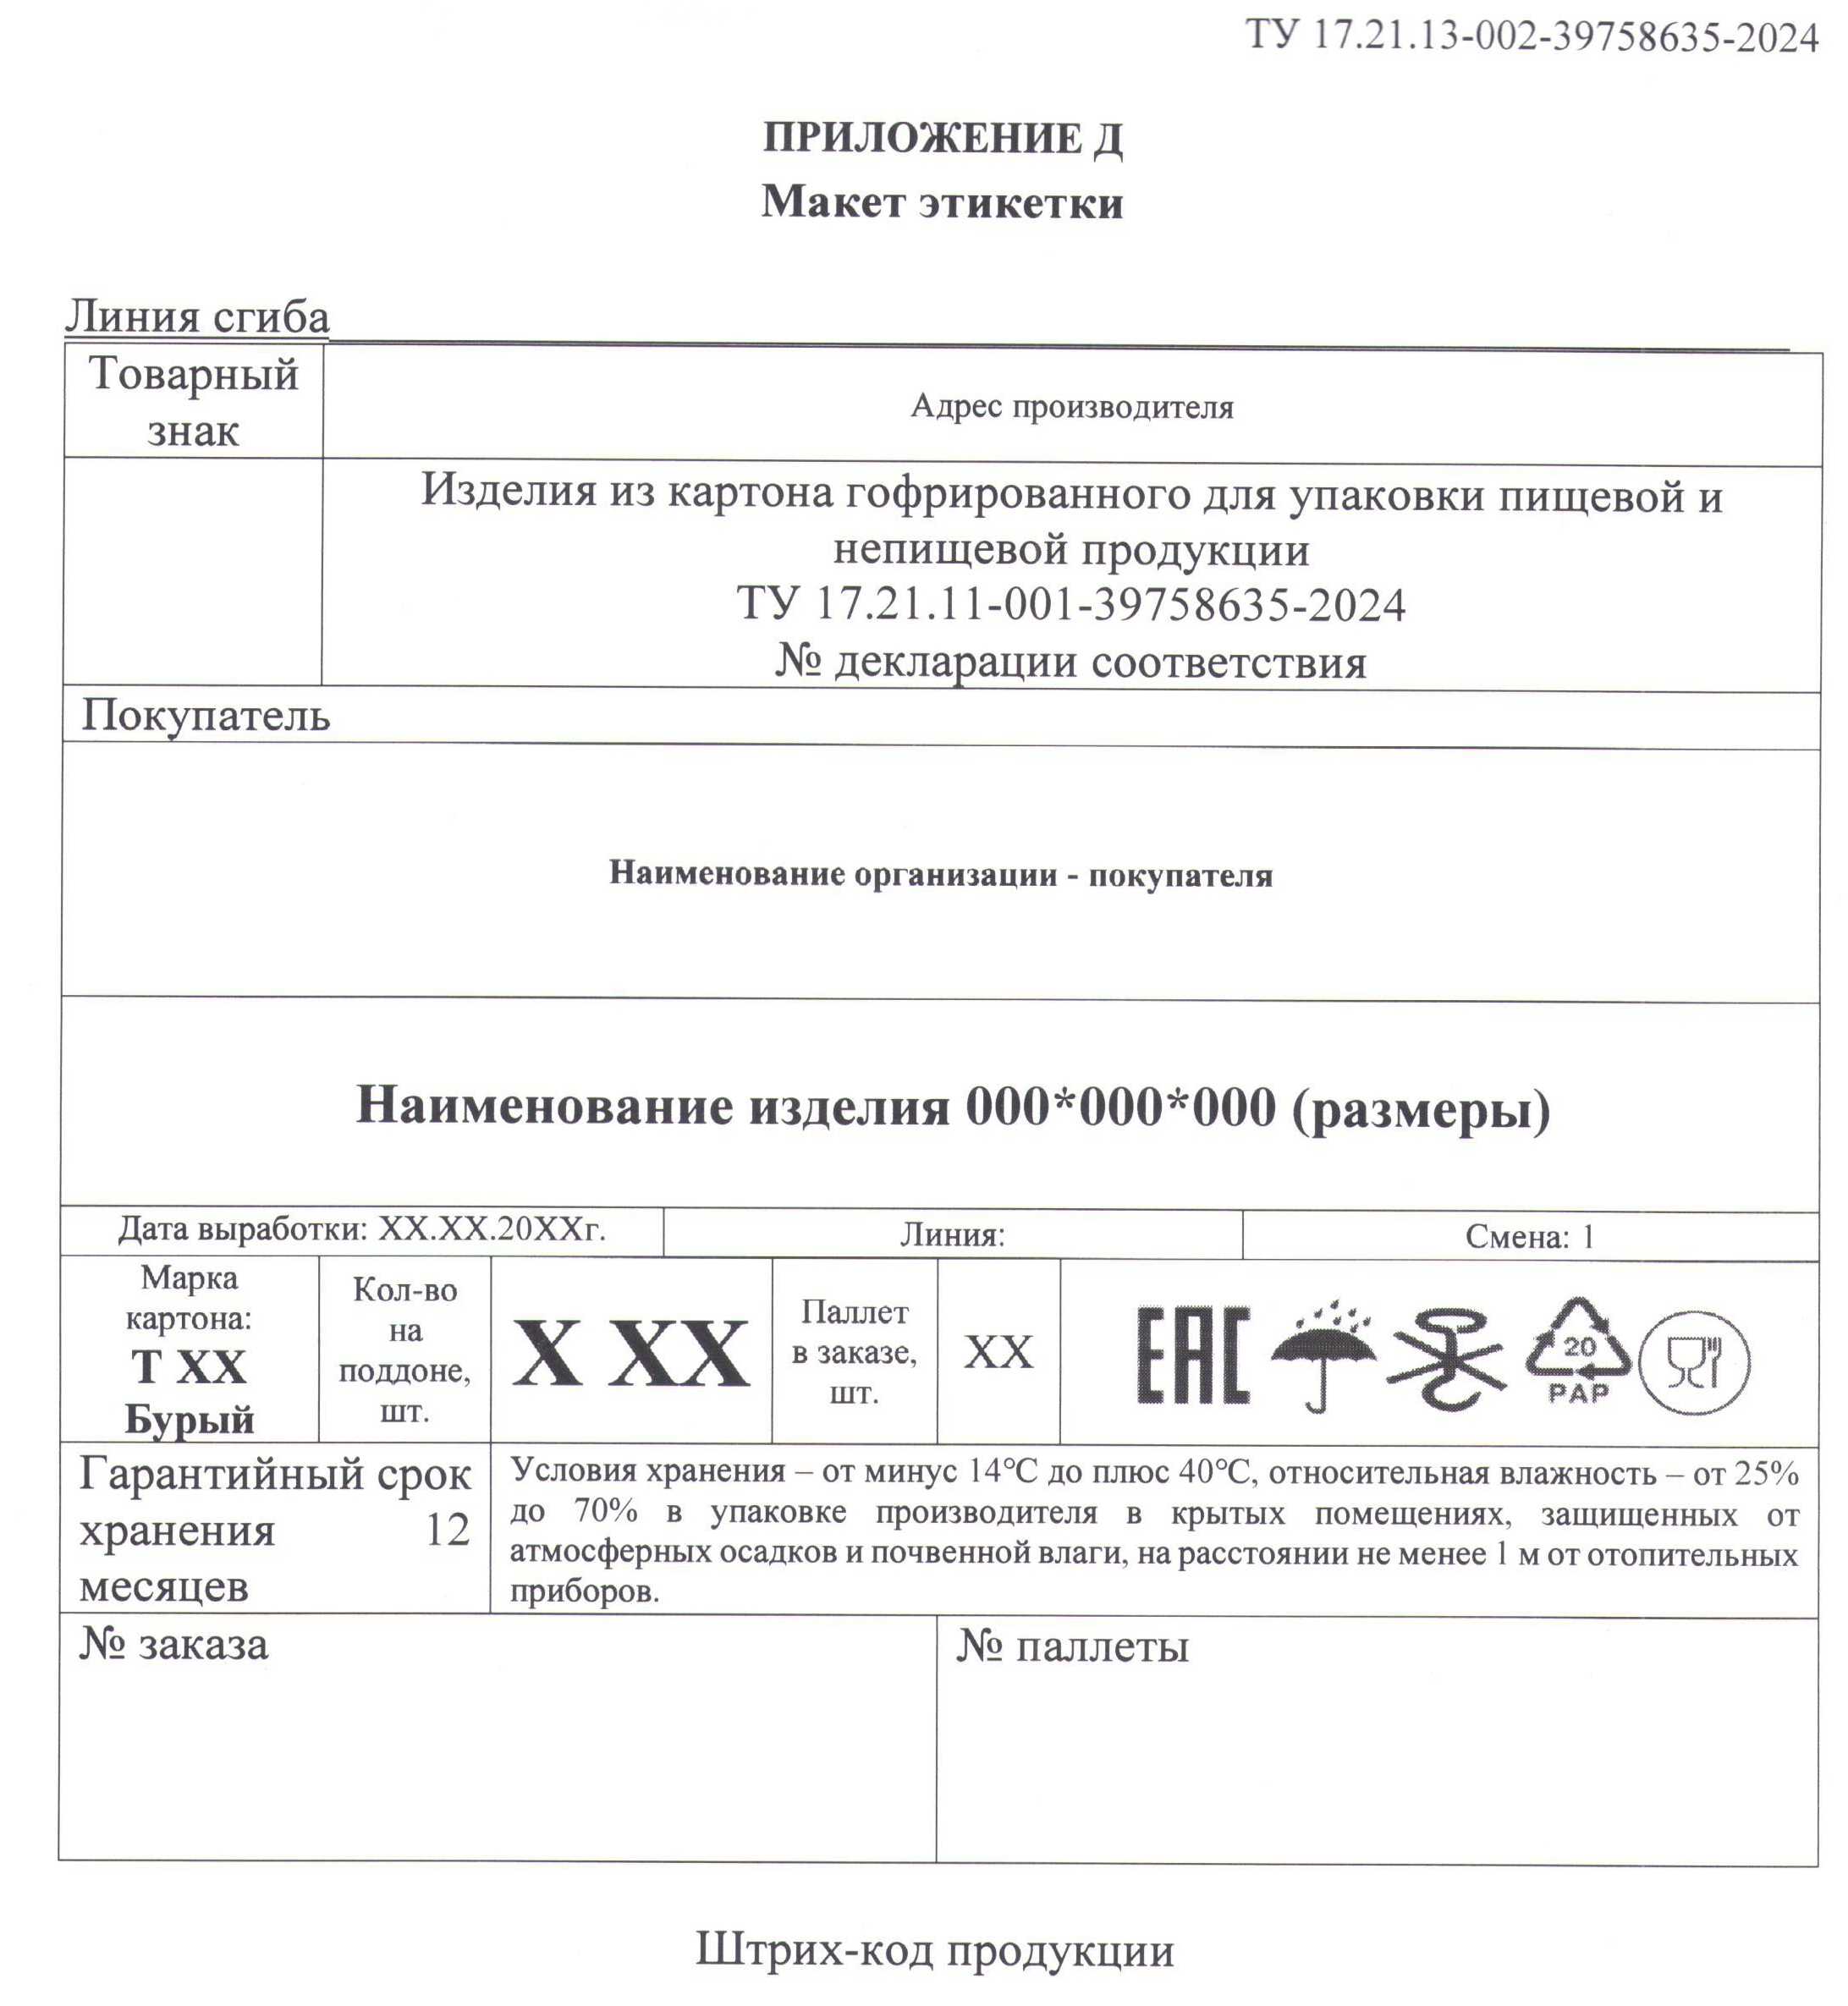 ТУ 17.21.13-002-39758635-2024
ПРИЛОЖЕНИЕ Д
Макет этикетки
Линия сгиба
Товарный
знак
Адрес производителя
Изделия из картона гофрированного для упаковки пищевой и
непищевой продукции
ТУ 17.21.11-001-39758635-2024
№ декларации соответствия
Покупатель
Наименование организации - покупателя
Наименование изделия 000*000*000 (размеры)
Дата выработки: XX.XX.20XXг.
Линия:
Смена: 1
Марка
картона:
Т ХХ
Бурый
Кол-во
на
поддоне,
шт.
Х ХХ
Паллет
в заказе,
шт.
ХХ
ЕАС
20
PAP
Гарантийный срок
хранения 12
месяцев
Условия хранения – от минус 14°С до плюс 40°С, относительная влажность – от 25%
до 70% в упаковке производителя в крытых помещениях, защищенных от
атмосферных осадков и почвенной влаги, на расстоянии не менее 1 м от отопительных
приборов.
№ заказа
№ паллеты
Штрих-код продукции